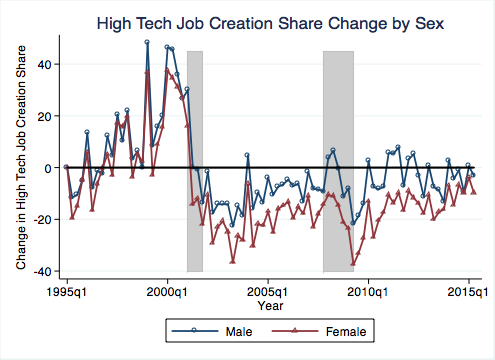 High Tech Job Creation Share Change by Sex
Change in High Tech Job Creation Share
40
20
0
-20
-40
1995q1 2000q1 2005q1 2010q1 2015q1
Year
Male Female